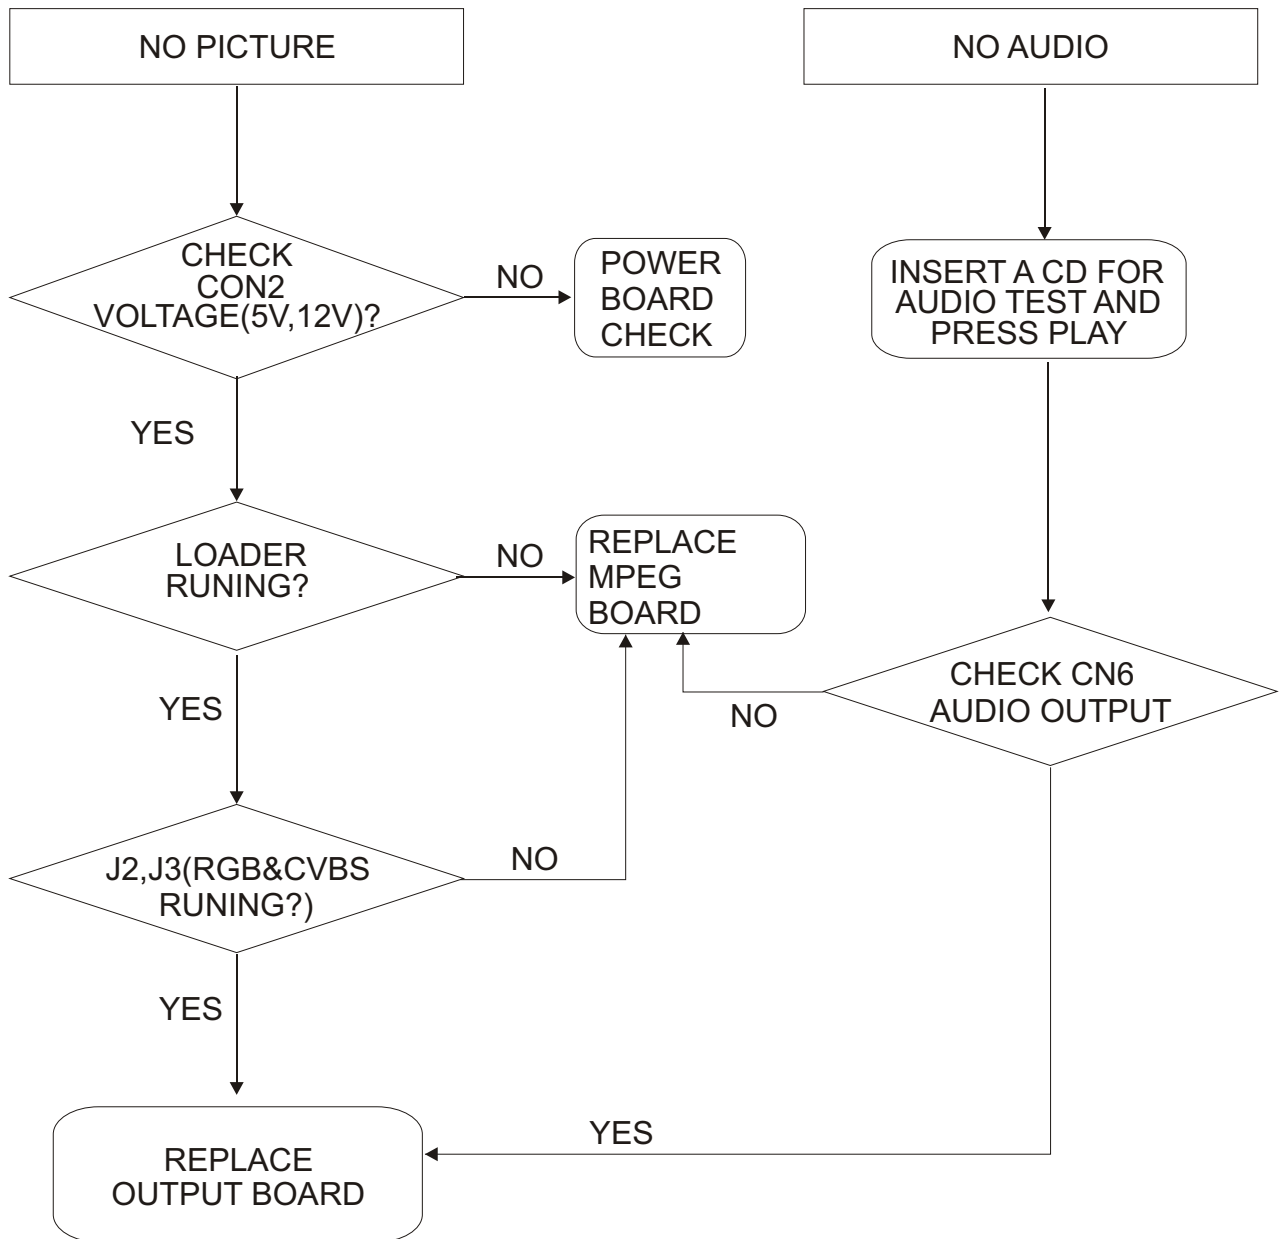 NO PICTURE
NO AUDIO
CHECK
CON2
VOLTAGE(5V,12V)?
NO
POWER
BOARD
CHECK
INSERT A CD FOR
AUDIO TEST AND
PRESS PLAY
YES
LOADER
RUNING?
NO
REPLACE
MPEG
BOARD
CHECK CN6
AUDIO OUTPUT
NO
YES
J2,J3(RGB&CVBS
RUNING?)
NO
YES
YES
REPLACE
OUTPUT BOARD